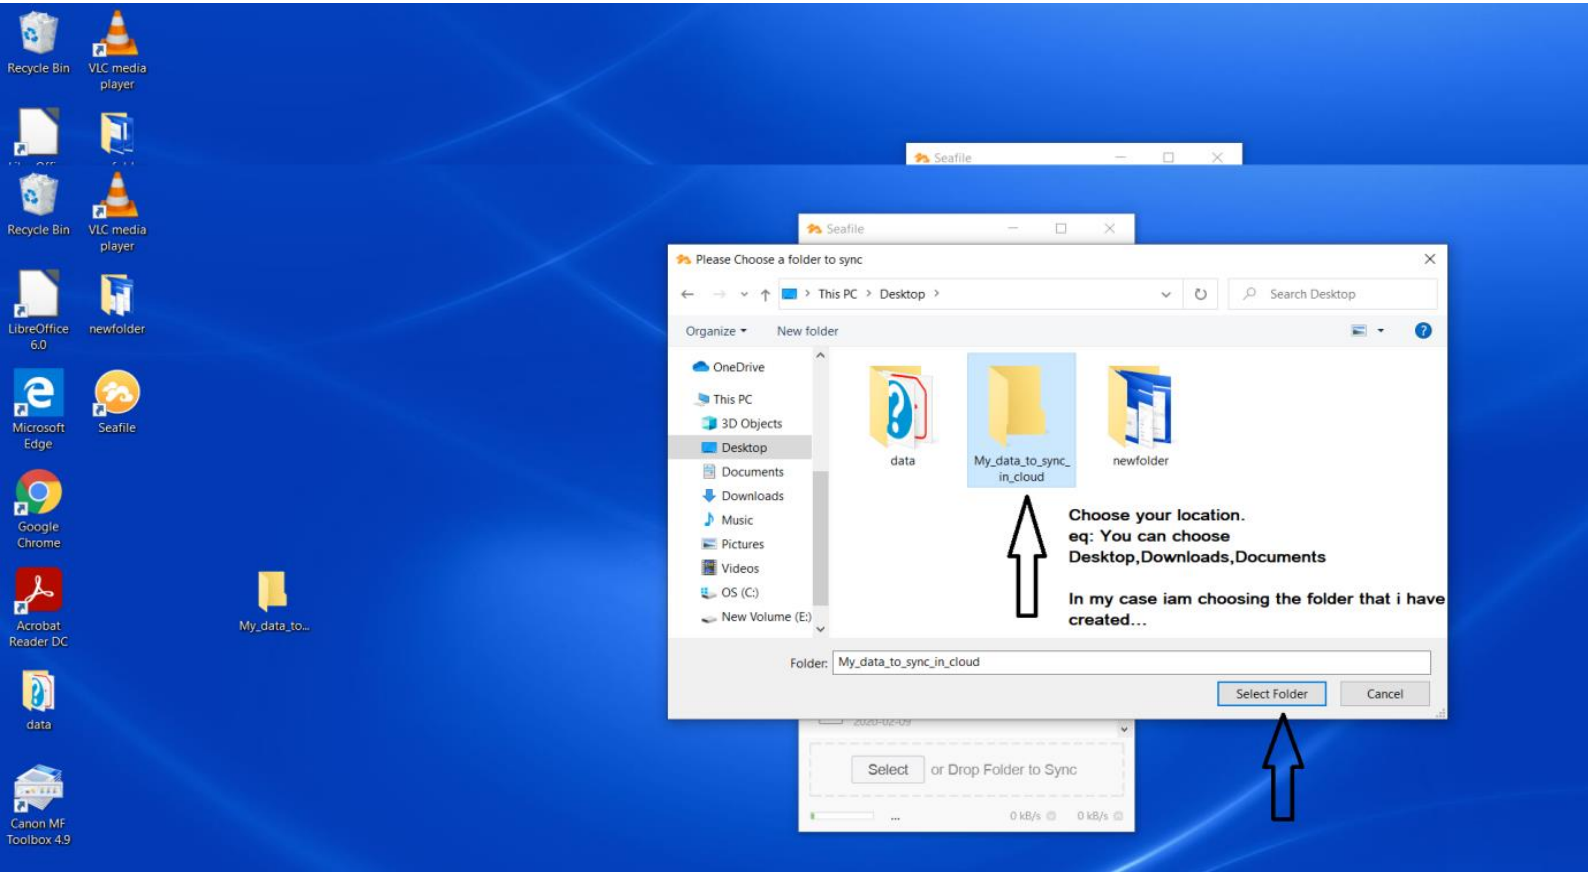 Recycle Bin
VLC media
player
Seafile
Recycle Bin
VLC media
player
LibreOffice
6.0
newfolder
Microsoft
Edge
Seafile
Google
Chrome
Acrobat
Reader DC
My_data_to...
data
Canon MF
Toolbox 4.9
Seafile
Please Choose a folder to sync
This PC > Desktop >
Search Desktop
Organize
New folder
OneDrive
This PC
3D Objects
Desktop
Documents
Downloads
Music
Pictures
Videos
OS (C:)
New Volume (E:)
data
My_data_to_sync_
in_cloud
newfolder
Choose your location.
eq: You can choose
Desktop,Downloads,Documents
In my case iam choosing the folder that i have
created...
Folder: My_data_to_sync_in_cloud
Select Folder
Cancel
2020-02-09
Select or Drop Folder to Sync
... 0 kB/s 0 kB/s